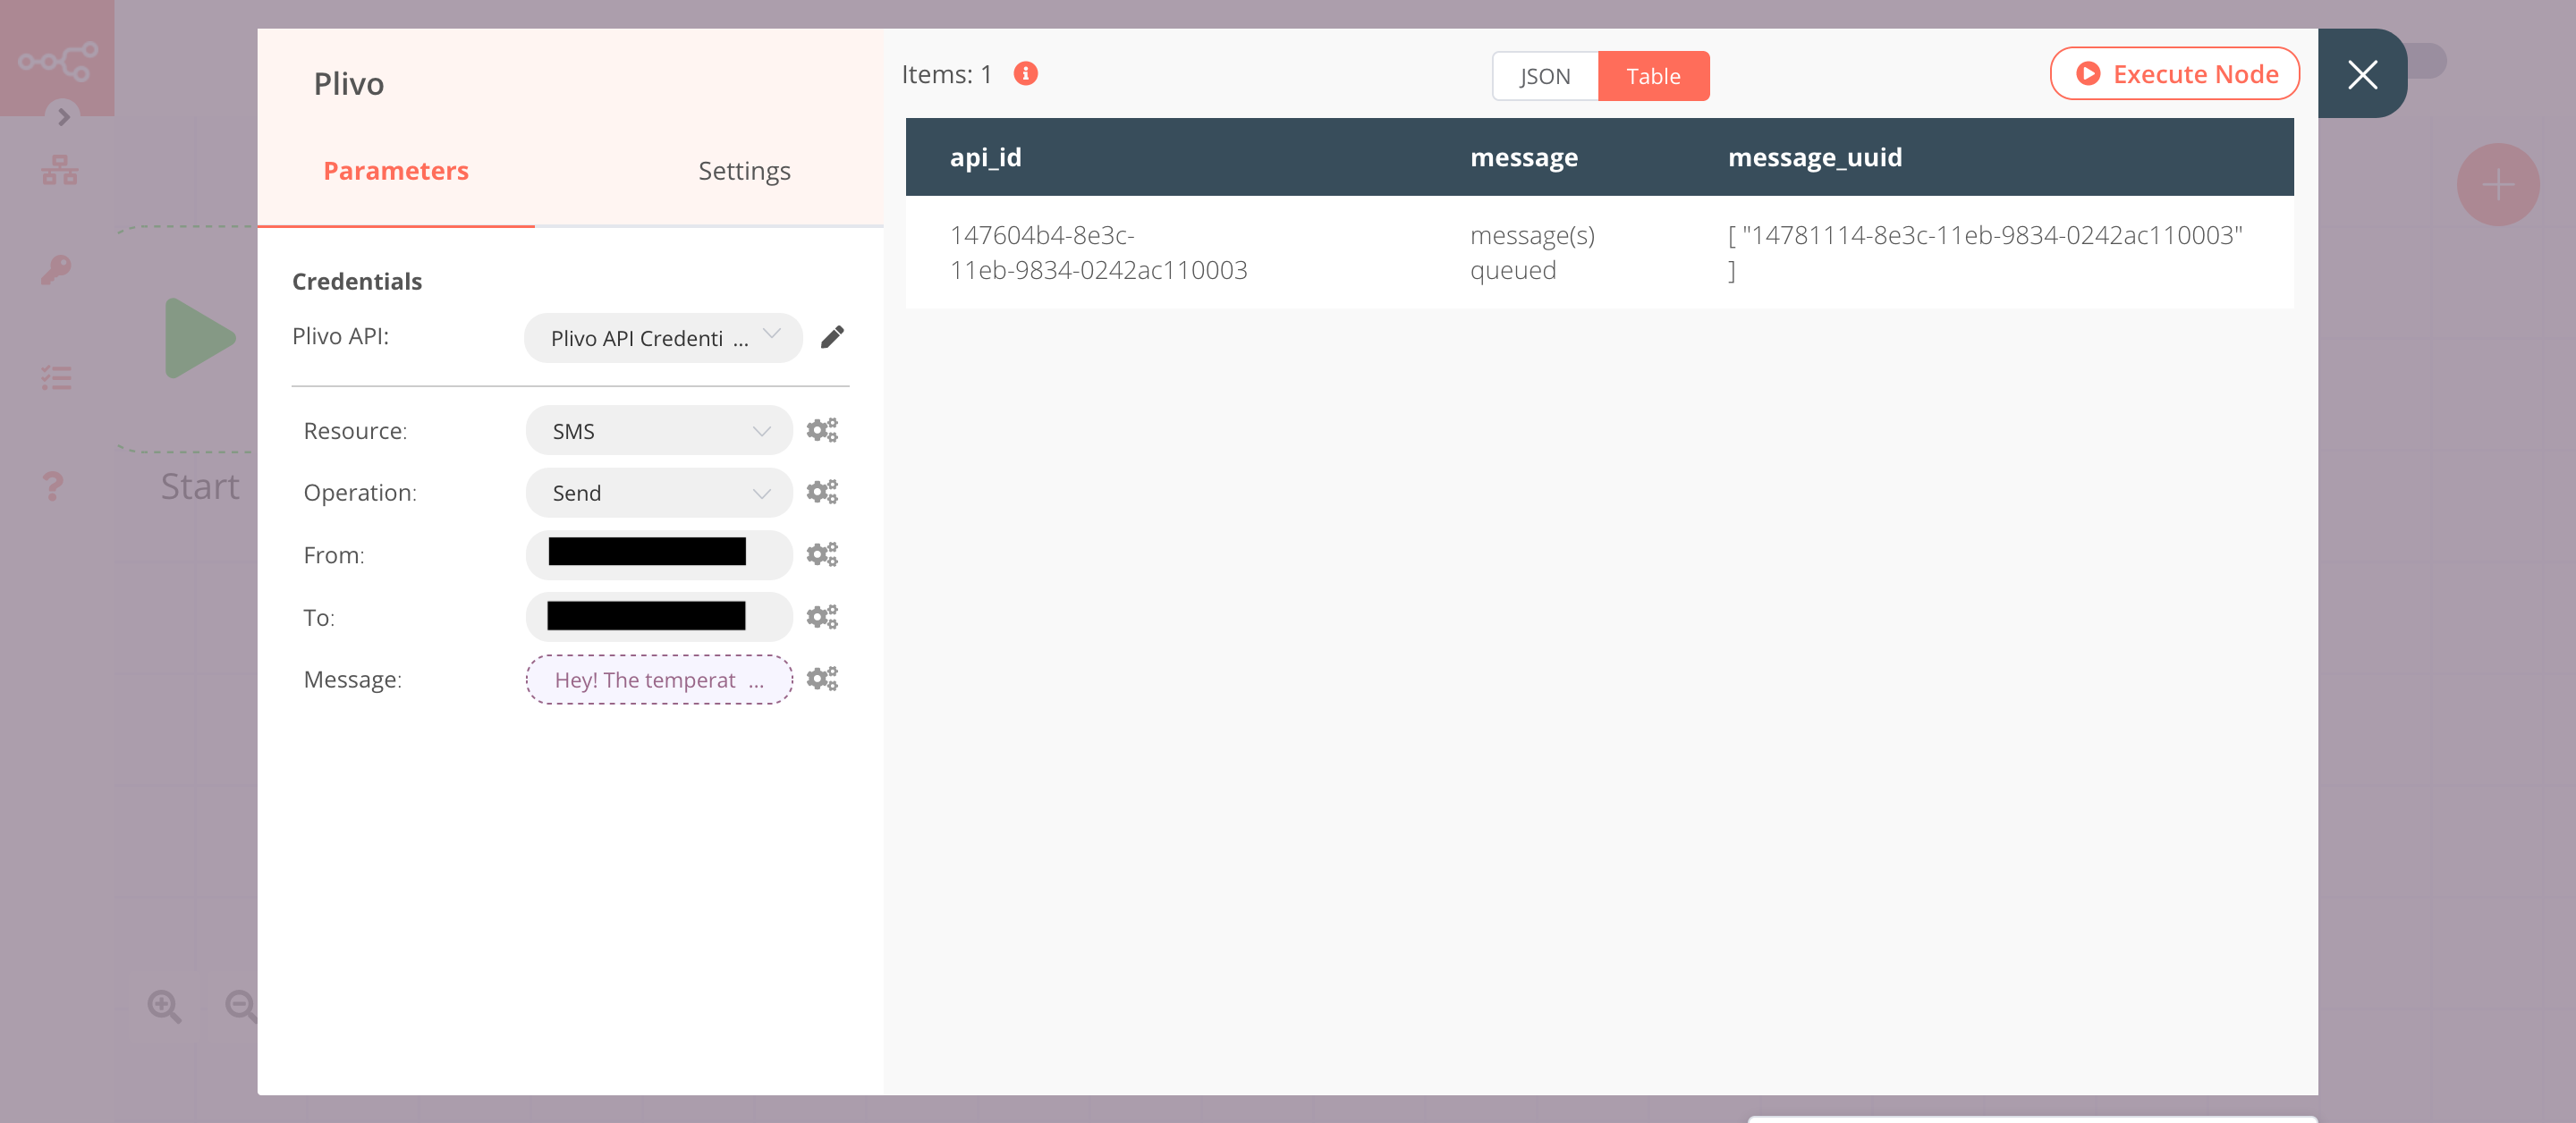 Plivo
Parameters
Settings
Credentials
Plivo API:
Plivo API Credenti ...
Resource:
SMS
Operation:
Send
From:
To:
Message:
Hey! The temperat ...
Start
?
Items: 1
JSON
Table
Execute Node
api_id
message
message_uuid
147604b4-8e3c-
11eb-9834-0242ac110003
message(s)
queued
[ "14781114-8e3c-11eb-9834-0242ac110003"
]